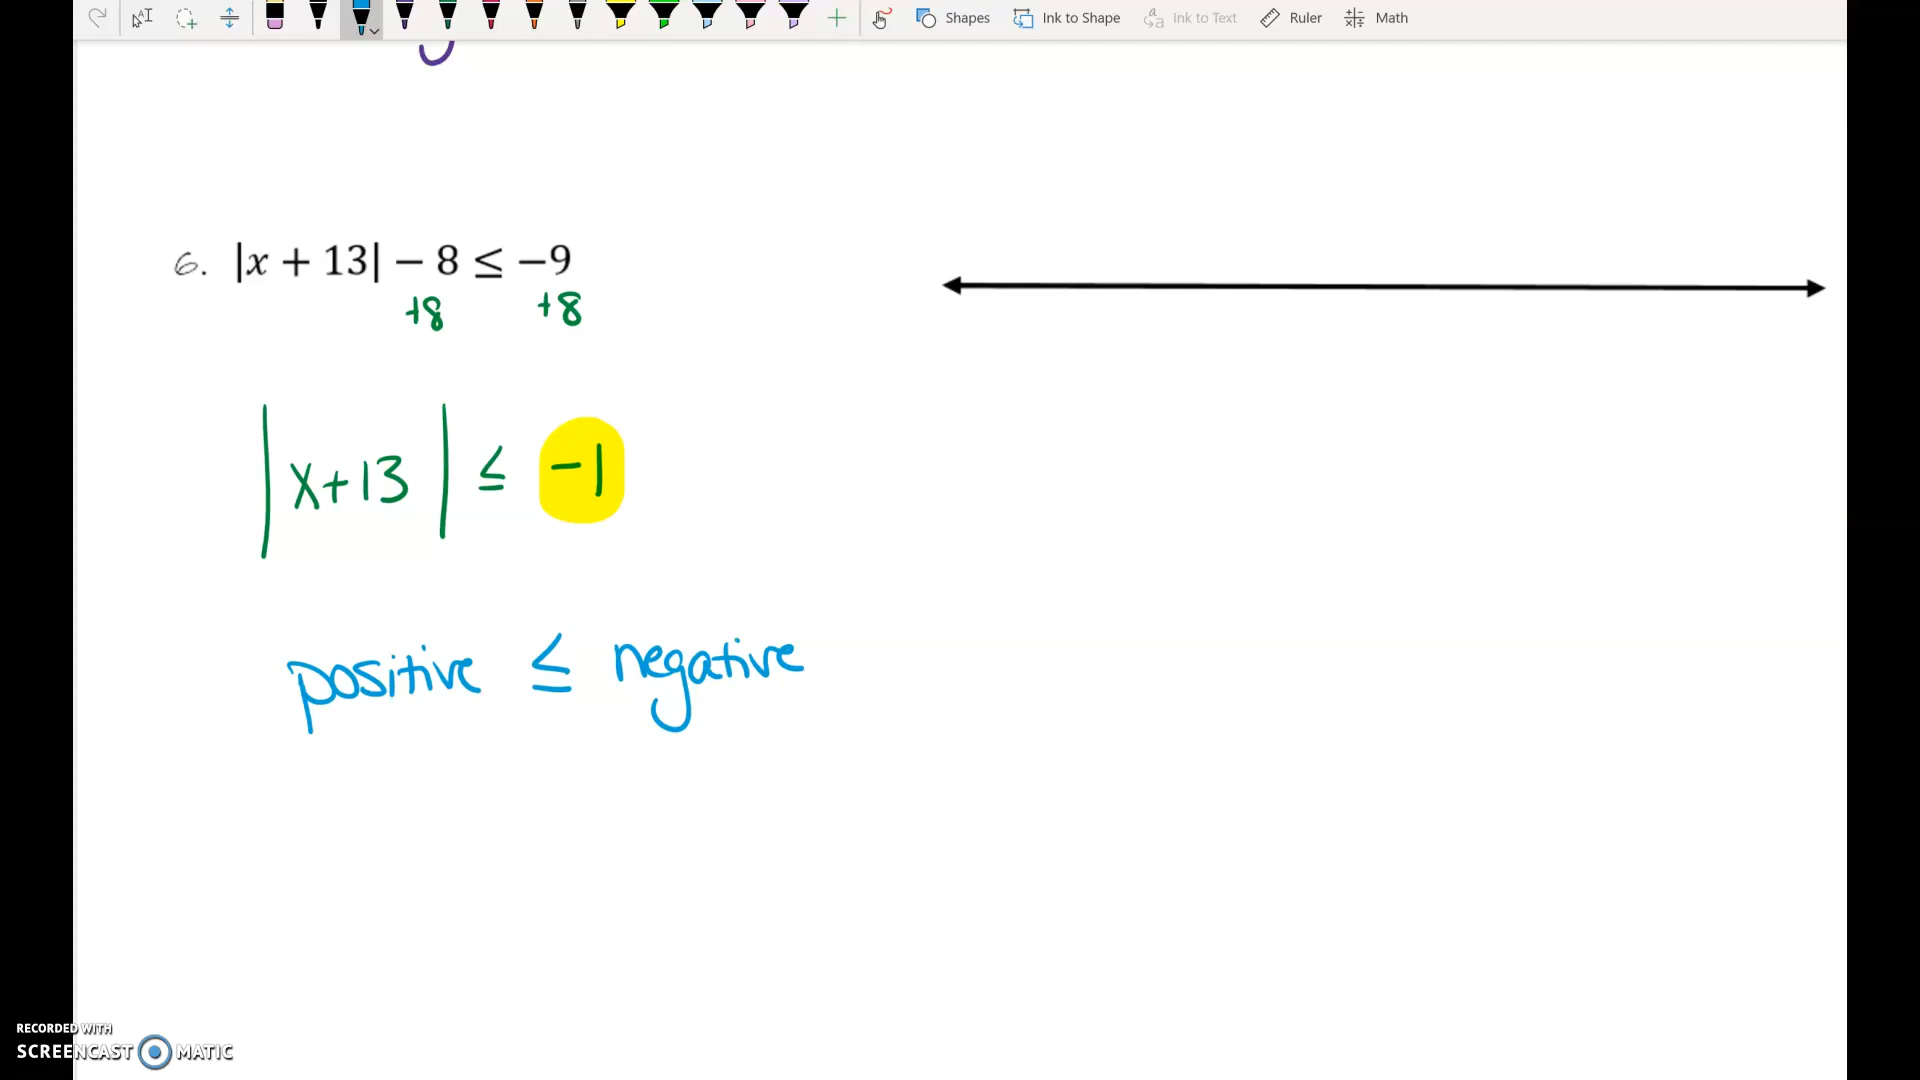 Shapes Ink to Shape Ink to Text Ruler Math
6. |x + 13| − 8 ≤ −9
+8 +8
|x+13| ≤ -1
positive ≤ negative
RECORDED WITH
SCREENCAST MATIC